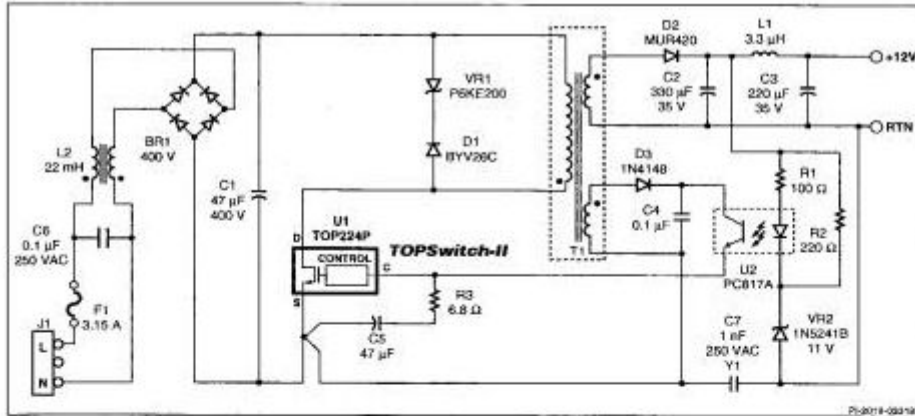 D2
MUR420
L1
3.3 µH
+12V
VR1
P6KE200
C2
330 µF
35 V
C3
220 µF
35 V
RTN
BR1
400 V
L2
22 mH
D1
BYV26C
D3
1N4148
R1
100 Ω
C1
47 µF
400 V
C4
0.1 µF
R2
220 Ω
T1
U1
TOP224P
TOPSwitch-II
D
CONTROL
C
S
C6
0.1 µF
250 VAC
U2
PC817A
R3
6.8 Ω
F1
3.15 A
J1
L
N
C5
47 µF
C7
1 nF
250 VAC
Y1
VR2
1N5241B
11 V